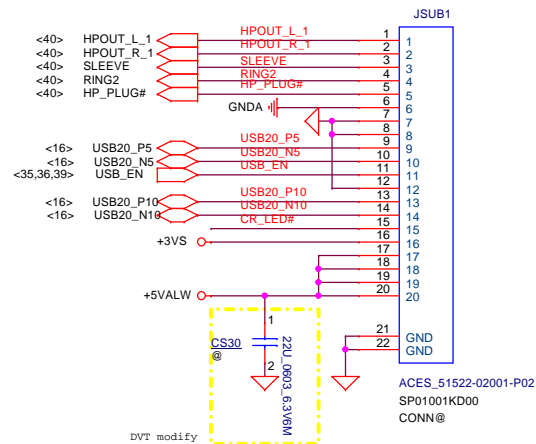 JSUB1
<40> HPOUT_L_1 HPOUT_L_1 1 1
<40> HPOUT_R_1 HPOUT_R_1 2 2
<40> SLEEVE SLEEVE 3 3
<40> RING2 RING2 4 4
<40> HP_PLUG# HP_PLUG# 5 5
GNDA 6 6
7 7
8 8
<16> USB20_P5 USB20_P5 9 9
<16> USB20_N5 USB20_N5 10 10
<35,36,39> USB_EN USB_EN 11 11
12 12
<16> USB20_P10 USB20_P10 13 13
<16> USB20_N10 USB20_N10 14 14
CR_LED# 15 15
+3VS 16 16
17 17
18 18
19 19
+5VALW 20 20
1
CS30
@
22U_0603_6.3V6M
2
21 GND
22 GND
ACES_51522-02001-P02
SP01001KD00
CONN@
DVT modify